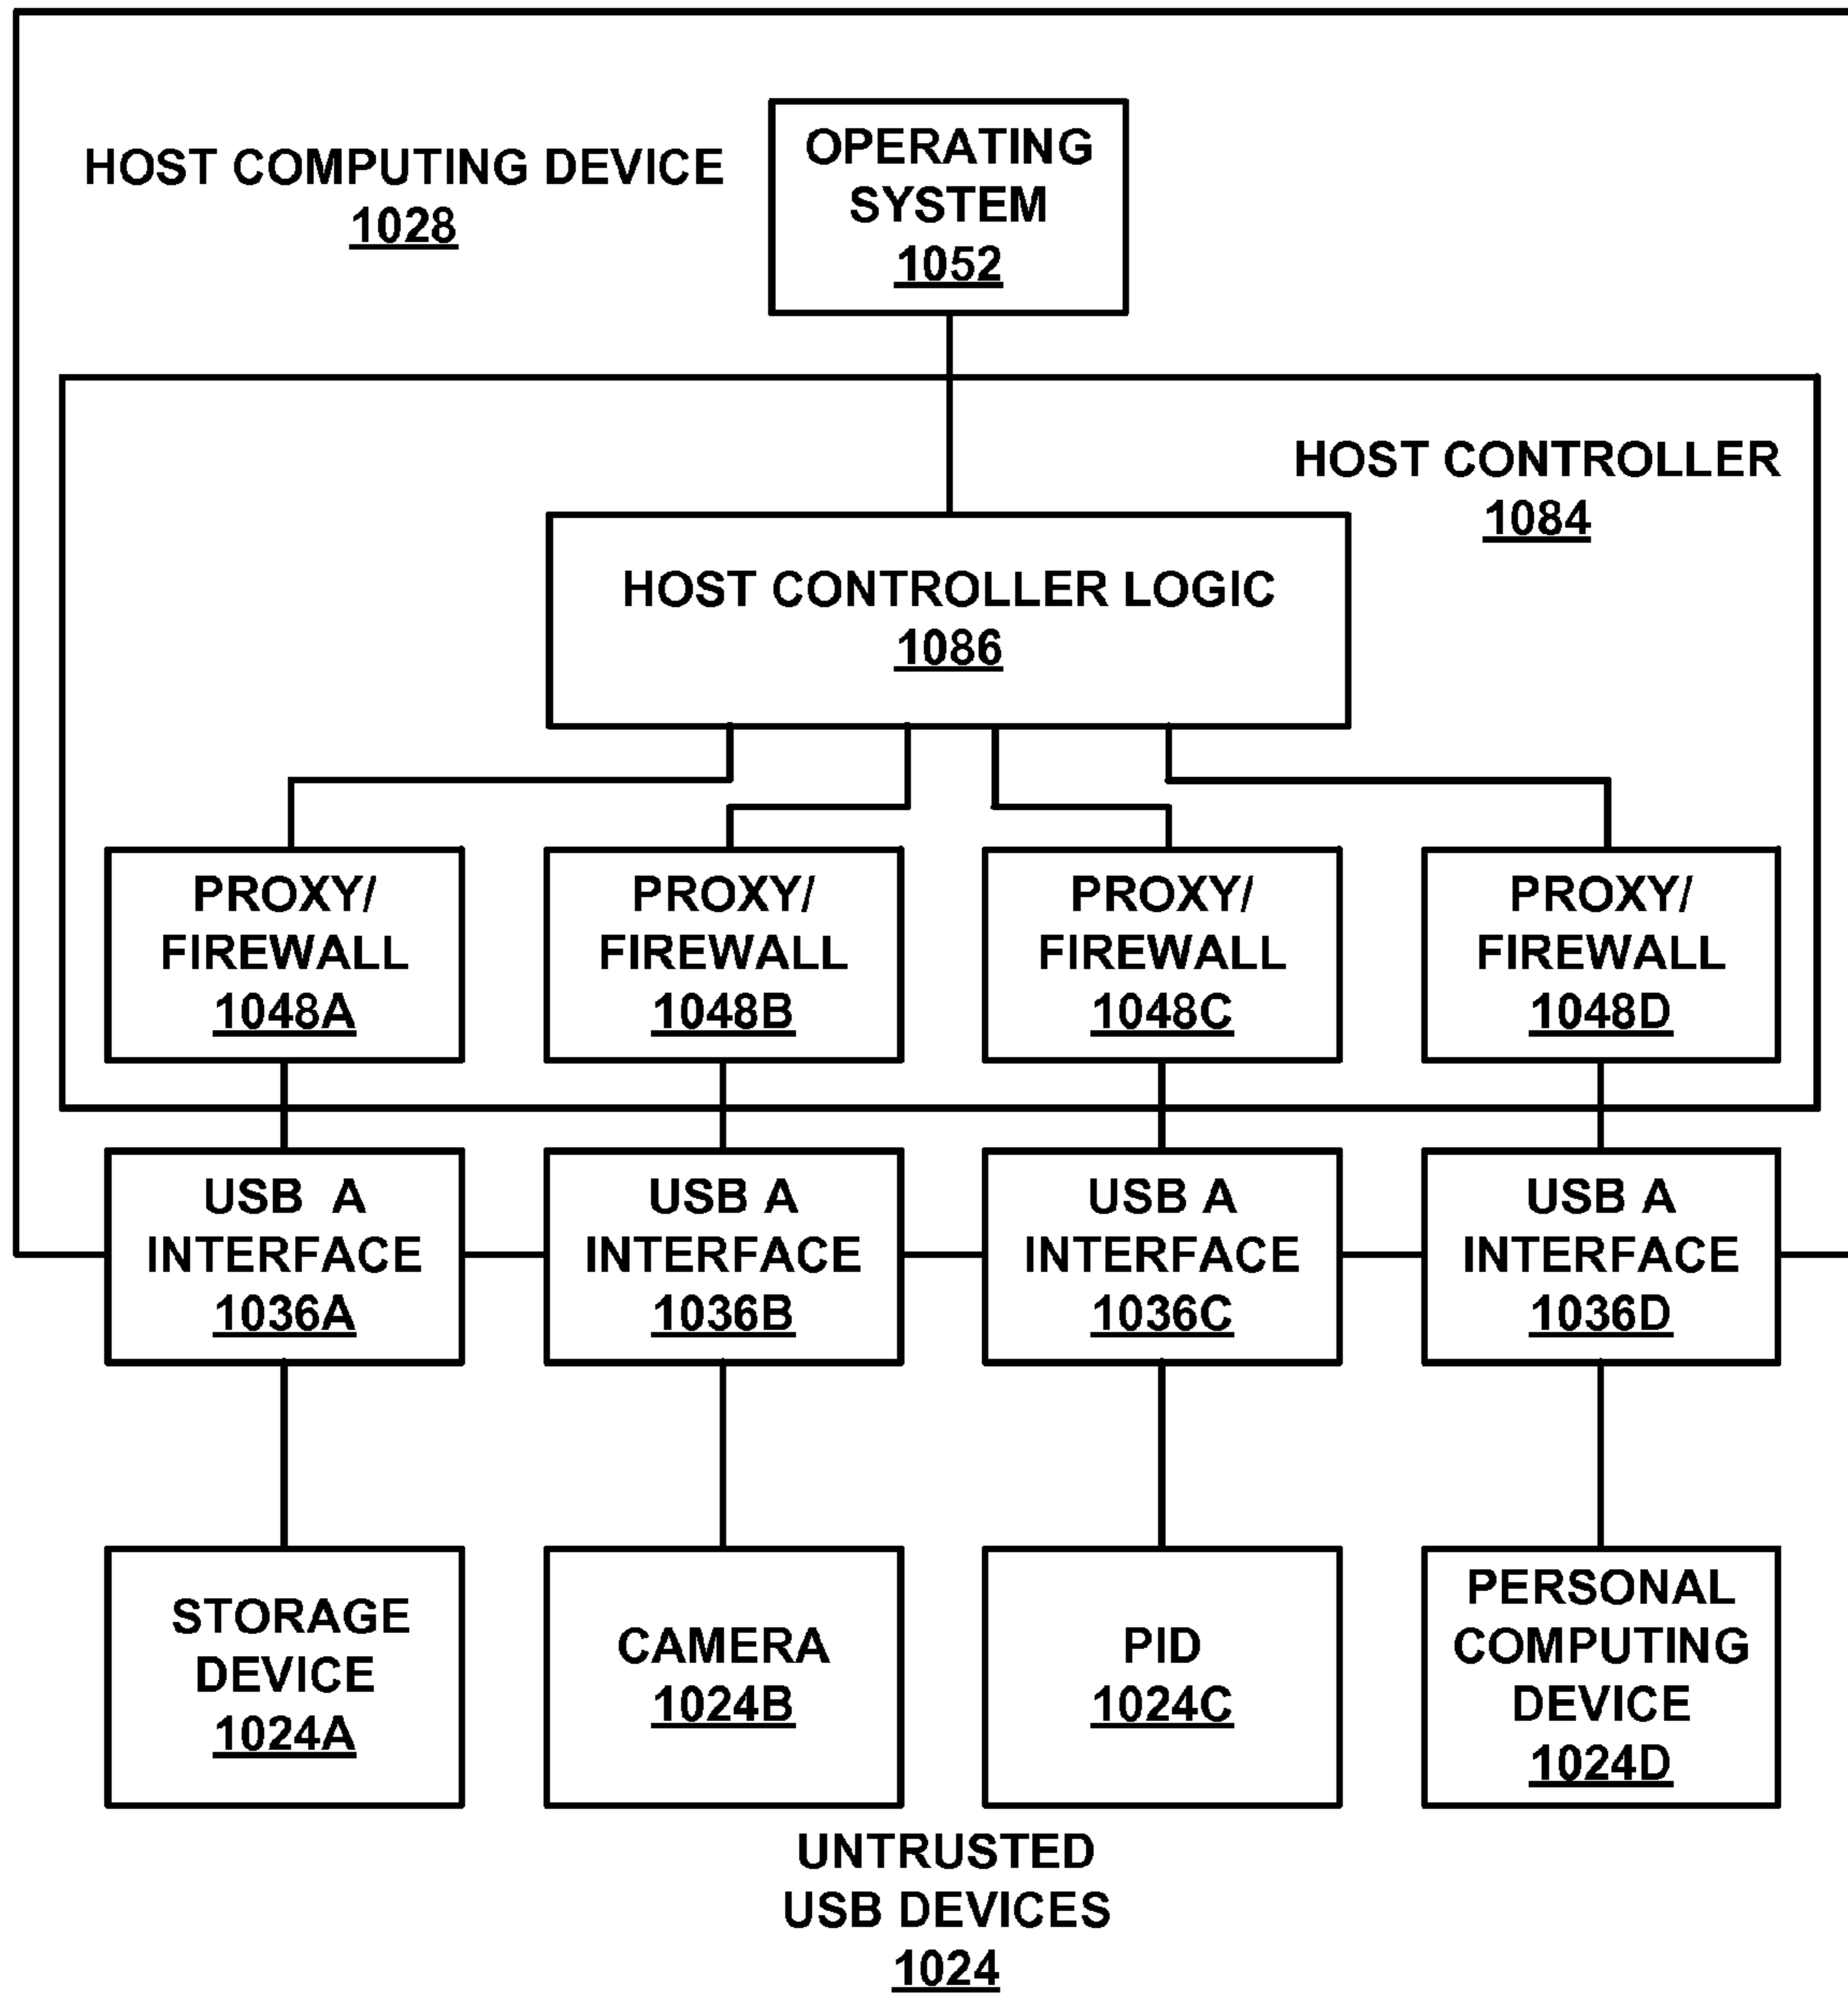 HOST COMPUTING DEVICE
1028
OPERATING
SYSTEM
1052
HOST CONTROLLER
1084
HOST CONTROLLER LOGIC
1086
PROXY/
FIREWALL
1048A
PROXY/
FIREWALL
1048B
PROXY/
FIREWALL
1048C
PROXY/
FIREWALL
1048D
USB A
INTERFACE
1036A
USB A
INTERFACE
1036B
USB A
INTERFACE
1036C
USB A
INTERFACE
1036D
STORAGE
DEVICE
1024A
CAMERA
1024B
PID
1024C
PERSONAL
COMPUTING
DEVICE
1024D
UNTRUSTED
USB DEVICES
1024